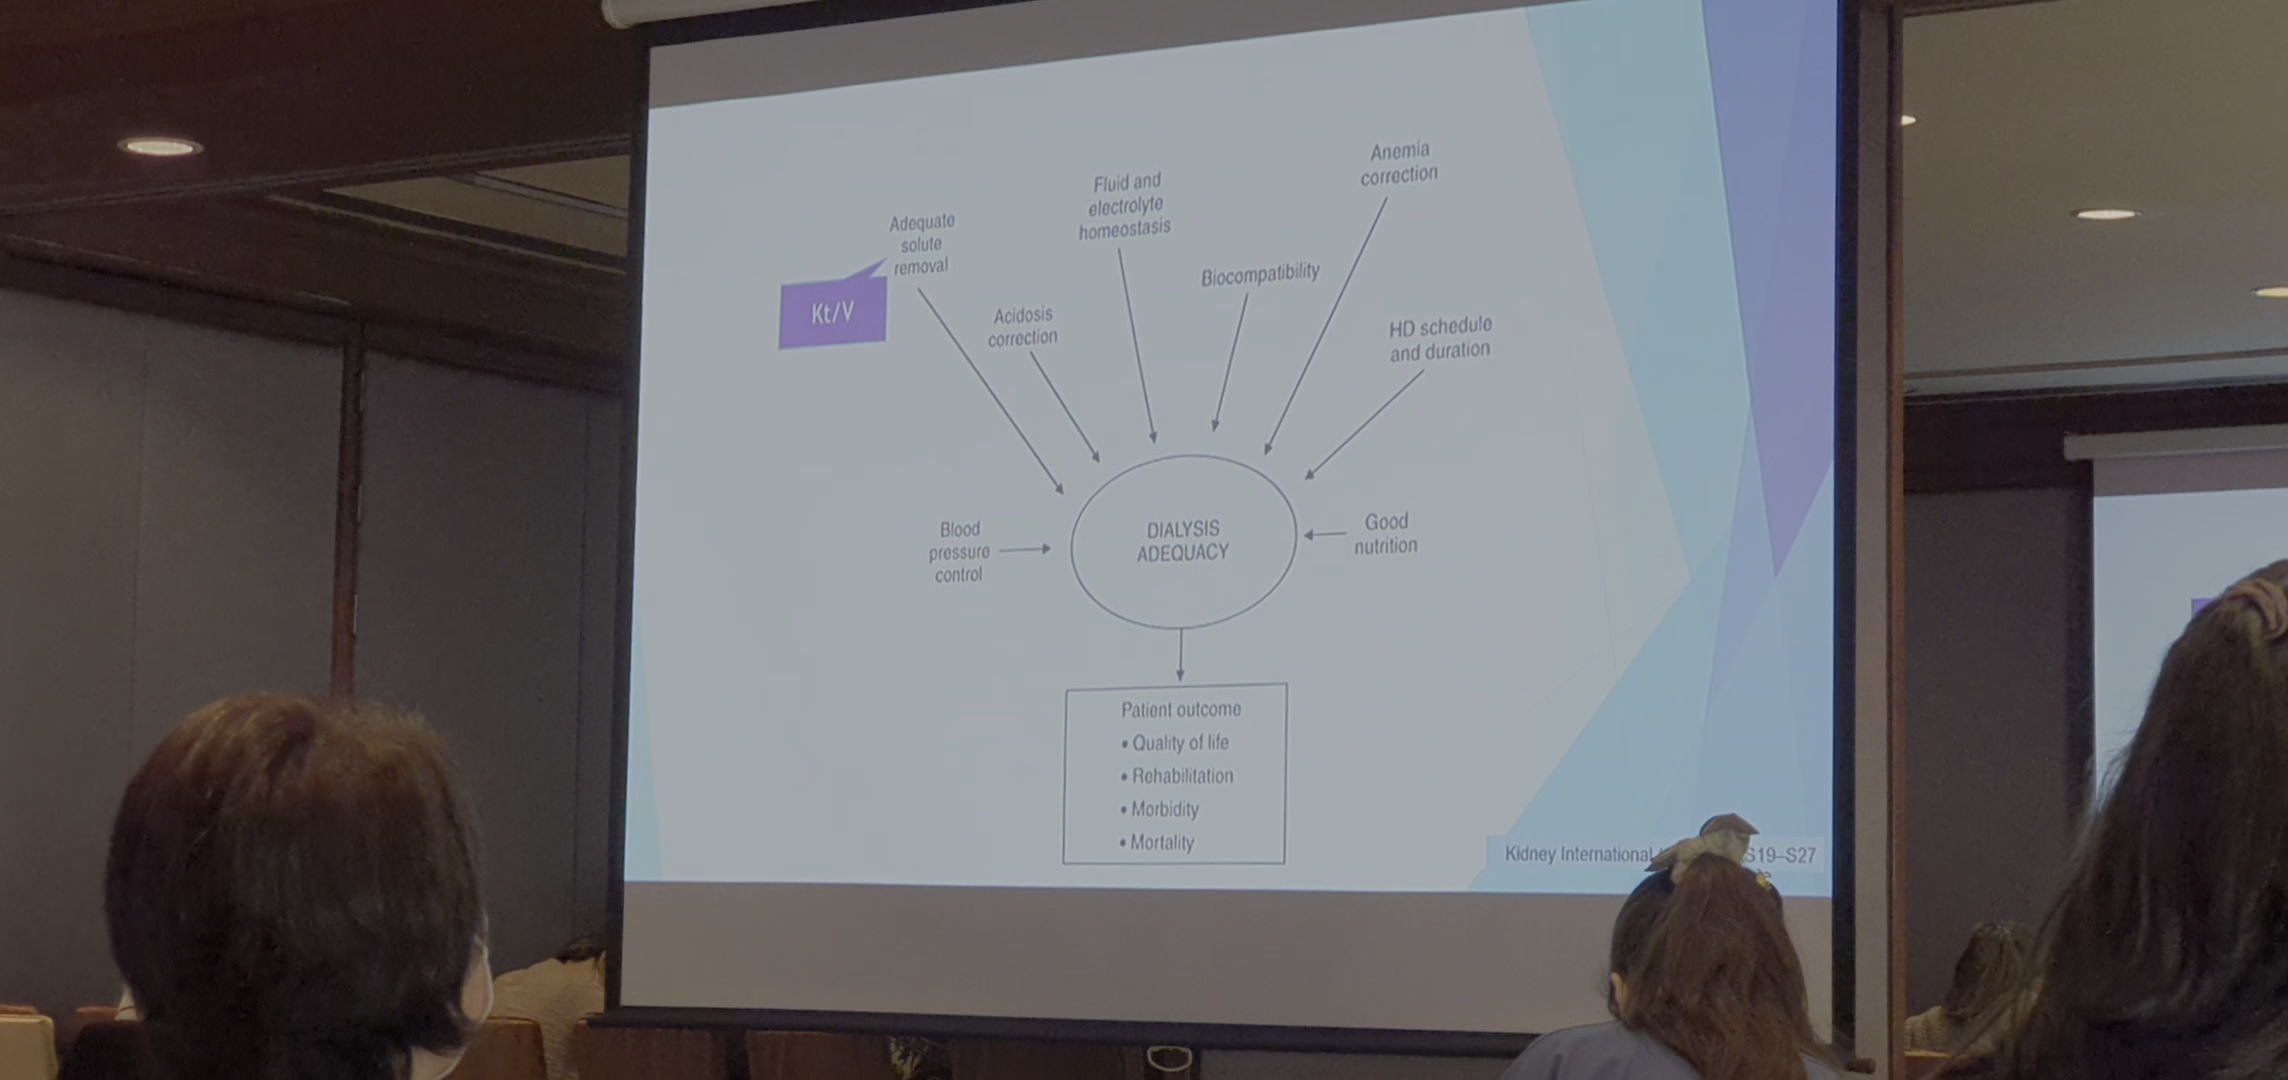 Anemia
correction
Fluid and
electrolyte
homeostasis
Adequate
solute
removal
Biocompatibility
Kt/V
Acidosis
correction
HD schedule
and duration
Blood
pressure
control
DIALYSIS
ADEQUACY
Good
nutrition
Patient outcome
• Quality of life
• Rehabilitation
• Morbidity
• Mortality
Kidney International S19–S27